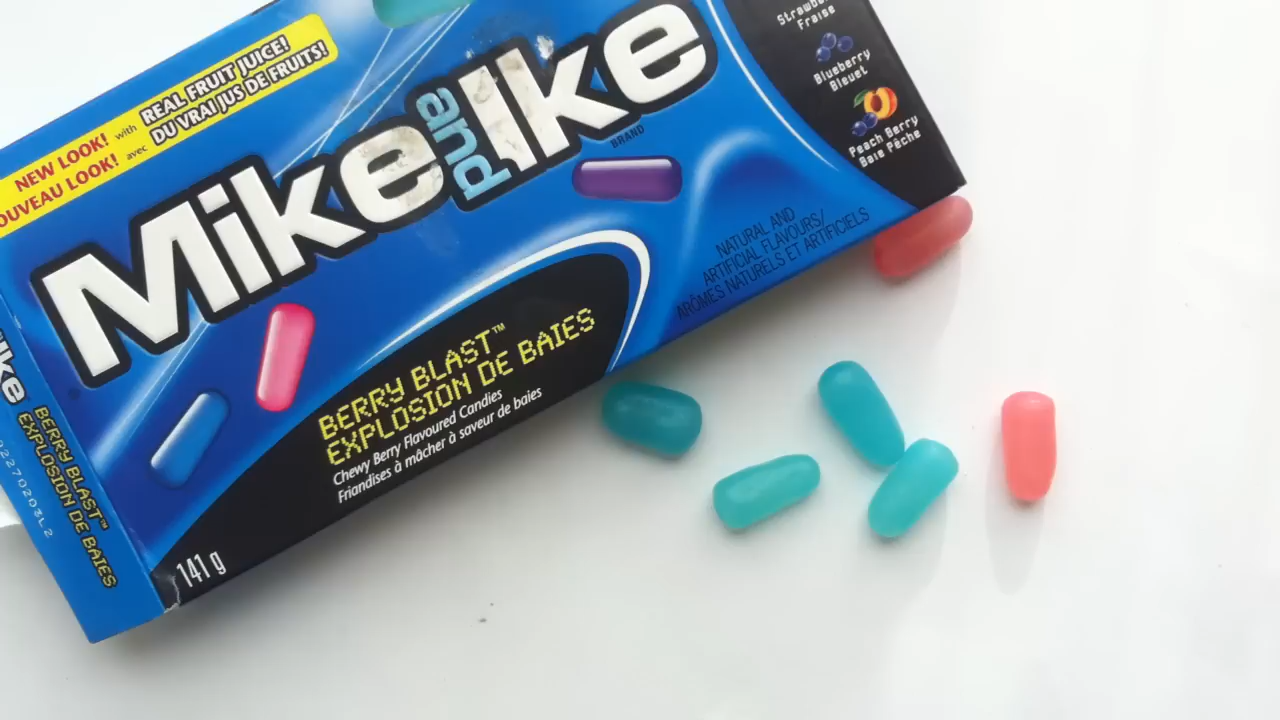 NEW LOOK! with REAL FRUIT JUICE!
OUVEAU LOOK! avec DU VRAI JUS DE FRUITS!
Mike and Ike
BRAND
Strawbe
Fraise
Blueberry
Bleuet
Peach Berry
Baie Pêche
NATURAL AND
ARTIFICIAL FLAVOURS/
ARÔMES NATURELS ET ARTIFICIELS
BERRY BLAST™
EXPLOSION DE BAIES
Chewy Berry Flavoured Candies
Friandises à mâcher à saveur de baies
141 g
Ike
BERRY BLAST™
EXPLOSION DE BAIES